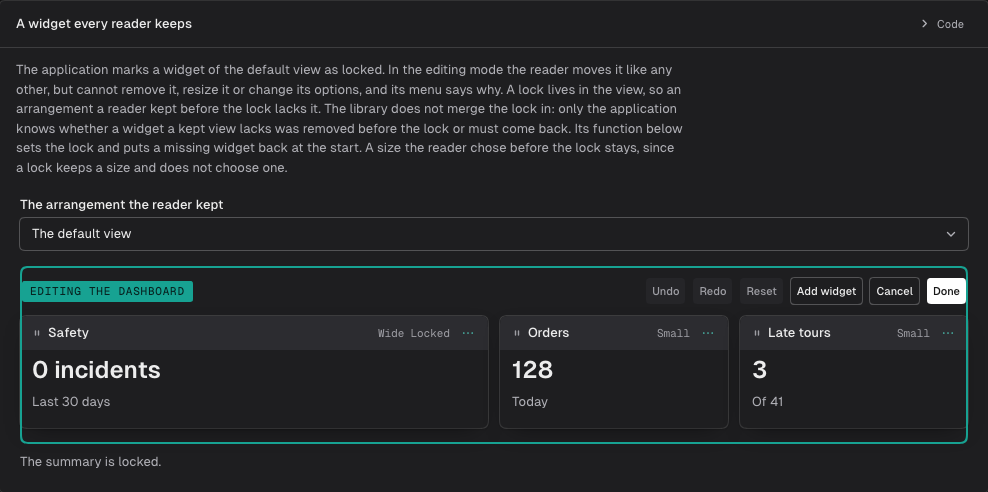 A widget every reader keeps
Code
The application marks a widget of the default view as locked. In the editing mode the reader moves it like any
other, but cannot remove it, resize it or change its options, and its menu says why. A lock lives in the view, so an
arrangement a reader kept before the lock lacks it. The library does not merge the lock in: only the application
knows whether a widget a kept view lacks was removed before the lock or must come back. Its function below
sets the lock and puts a missing widget back at the start. A size the reader chose before the lock stays, since
a lock keeps a size and does not choose one.
The arrangement the reader kept
The default view
EDITING THE DASHBOARD
Undo
Redo
Reset
Add widget
Cancel
Done
Safety
Wide Locked
0 incidents
Last 30 days
Orders
Small
128
Today
Late tours
Small
3
Of 41
The summary is locked.